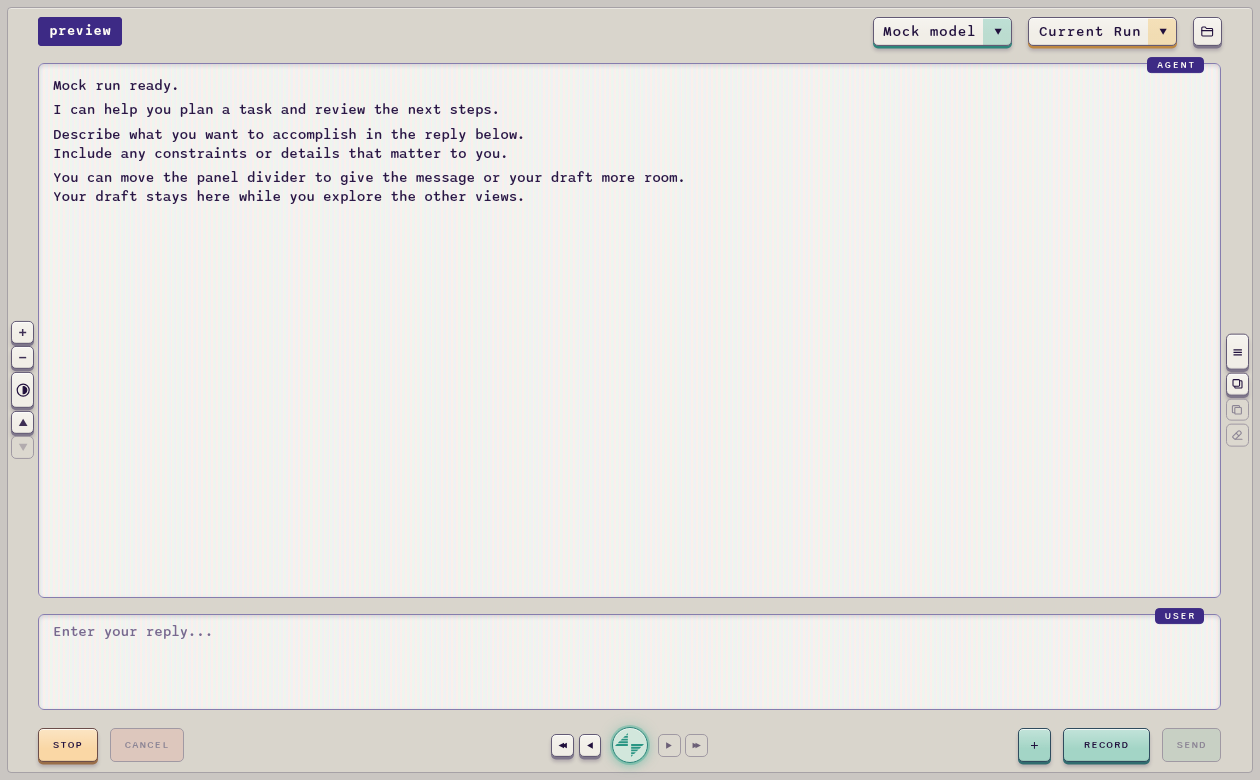 preview
Mock model
Current Run
AGENT
Mock run ready.
I can help you plan a task and review the next steps.
Describe what you want to accomplish in the reply below.
Include any constraints or details that matter to you.
You can move the panel divider to give the message or your draft more room.
Your draft stays here while you explore the other views.
USER
Enter your reply...
STOP
CANCEL
RECORD
SEND